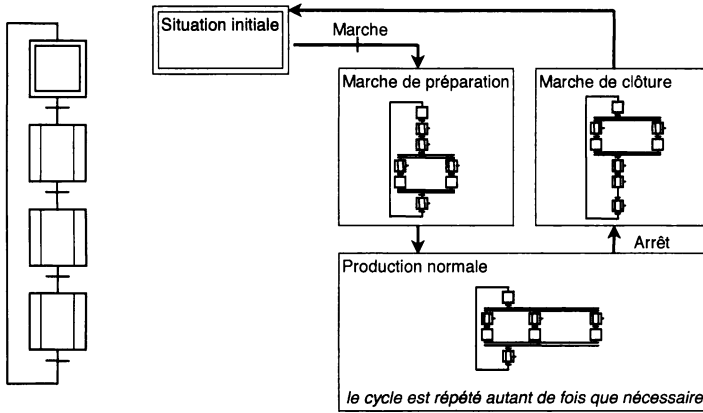 Situation initiale
Marche
Marche de préparation
Marche de clôture
Arrêt
Production normale
le cycle est répété autant de fois que nécessaire